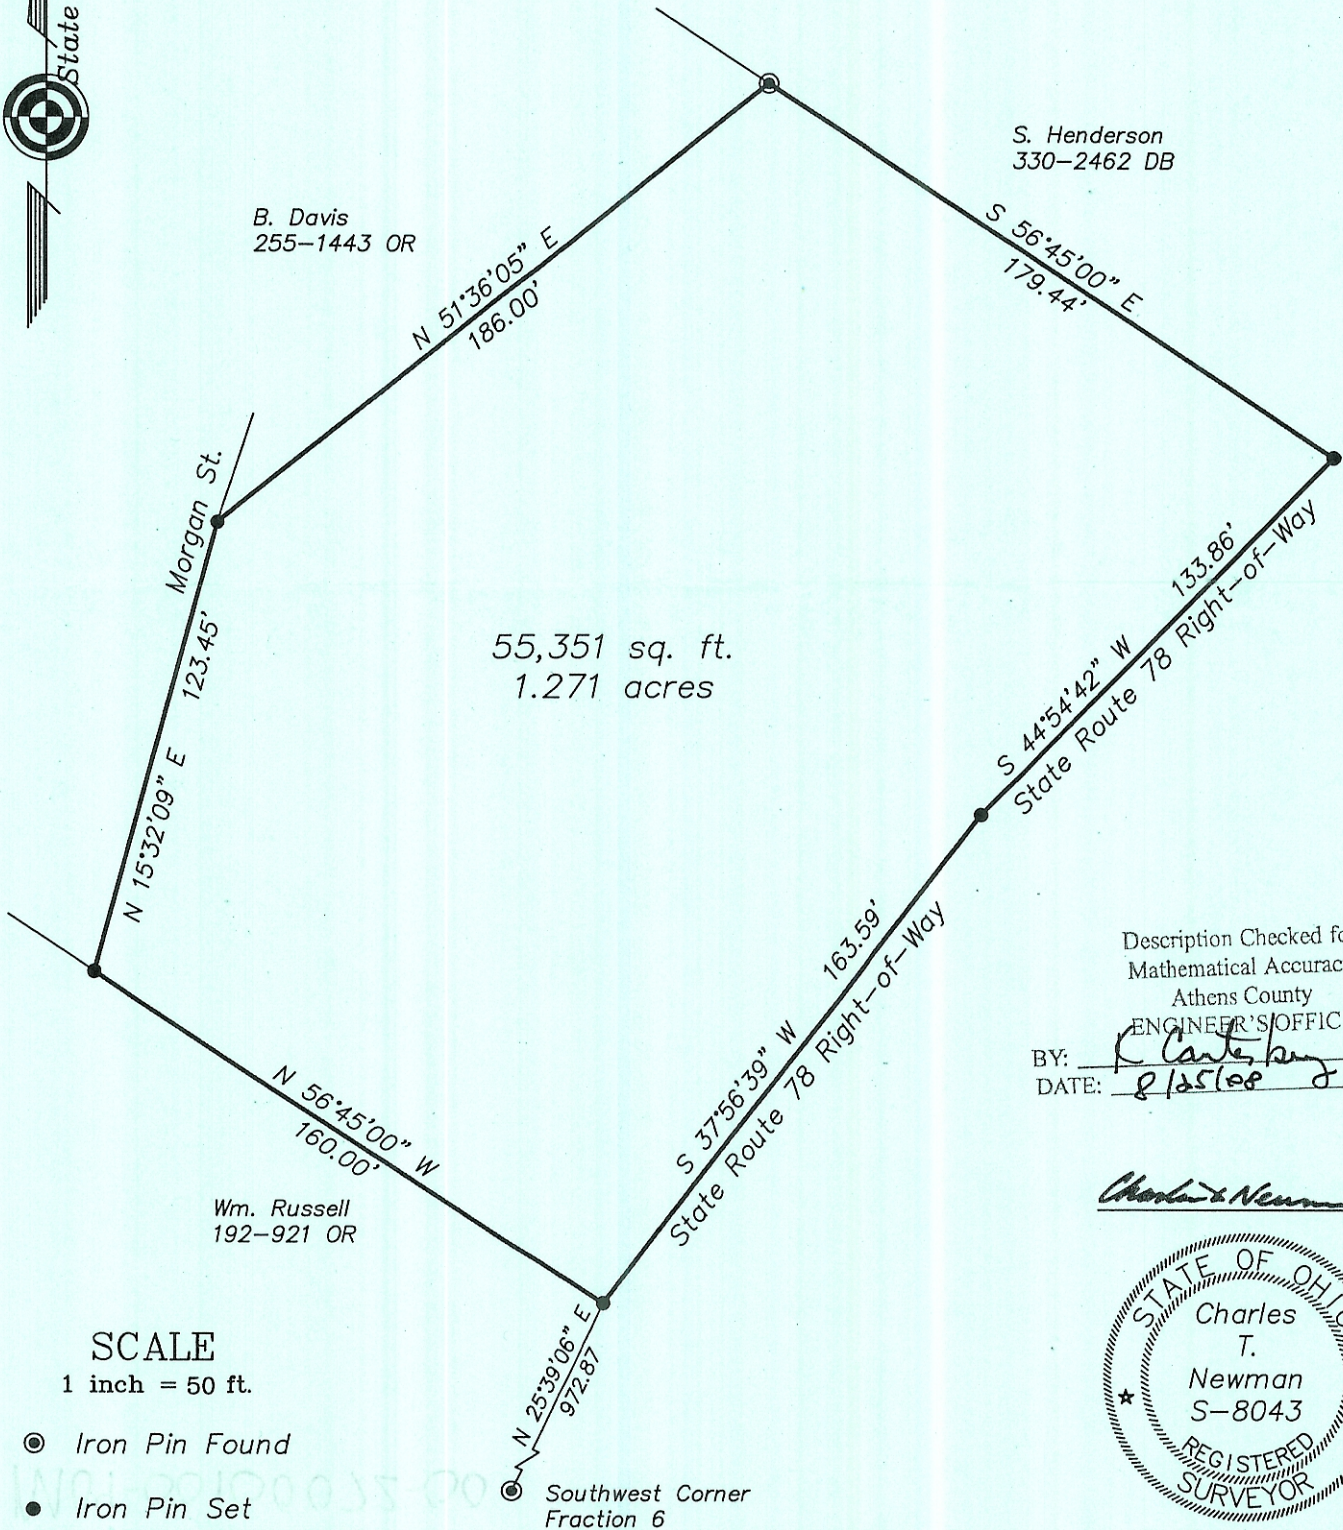 State
S. Henderson
330-2462 DB
B. Davis
255-1443 OR
N 51°36'05" E
186.00'
S 56°45'00" E
179.44'
Morgan St.
N 15°32'09" E 123.45'
55,351 sq. ft.
1.271 acres
S 44°54'42" W 133.86'
State Route 78 Right-of-Way
S 37°56'39" W 163.59'
State Route 78 Right-of-Way
N 56°45'00" W
160.00'
Wm. Russell
192-921 OR
N 25°39'06" E
972.87
Southwest Corner
Fraction 6
Description Checked fo
Mathematical Accurac
Athens County
ENGINEER'S OFFIC
BY:
DATE: 8/25/08
STATE OF OHIO
Charles
T.
Newman
S-8043
REGISTERED
SURVEYOR
SCALE
1 inch = 50 ft.
Iron Pin Found
Iron Pin Set